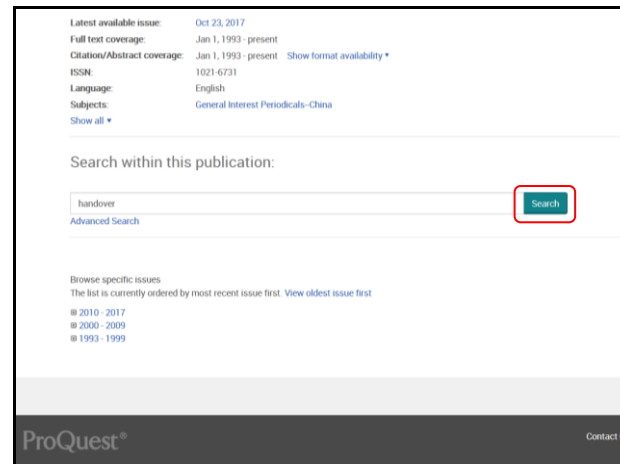 Latest available issue: Oct 23, 2017
Full text coverage: Jan 1, 1993 - present
Citation/Abstract coverage: Jan 1, 1993 - present Show format availability ▾
ISSN: 1021-6731
Language: English
Subjects: General Interest Periodicals--China
Show all ▾
Search within this publication:
handover Search
Advanced Search
Browse specific issues
The list is currently ordered by most recent issue first. View oldest issue first
⊞ 2010 - 2017
⊞ 2000 - 2009
⊞ 1993 - 1999
ProQuest® Contact